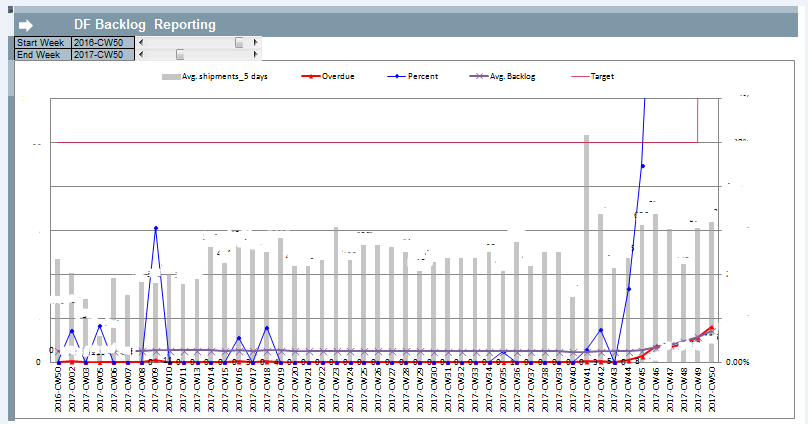 DF Backlog Reporting
Start Week 2016-CW50
End Week 2017-CW50
Avg. shipments_5 days Overdue Percent Avg. Backlog Target
0.00%
2016-CW50
2017-CW02
2017-CW03
2017-CW05
2017-CW06
2017-CW07
2017-CW08
2017-CW09
2017-CW10
2017-CW11
2017-CW12
2017-CW13
2017-CW14
2017-CW15
2017-CW16
2017-CW17
2017-CW18
2017-CW19
2017-CW20
2017-CW21
2017-CW22
2017-CW23
2017-CW24
2017-CW25
2017-CW26
2017-CW27
2017-CW28
2017-CW29
2017-CW30
2017-CW31
2017-CW32
2017-CW33
2017-CW34
2017-CW35
2017-CW36
2017-CW37
2017-CW38
2017-CW39
2017-CW40
2017-CW41
2017-CW42
2017-CW43
2017-CW44
2017-CW45
2017-CW46
2017-CW47
2017-CW48
2017-CW49
2017-CW50